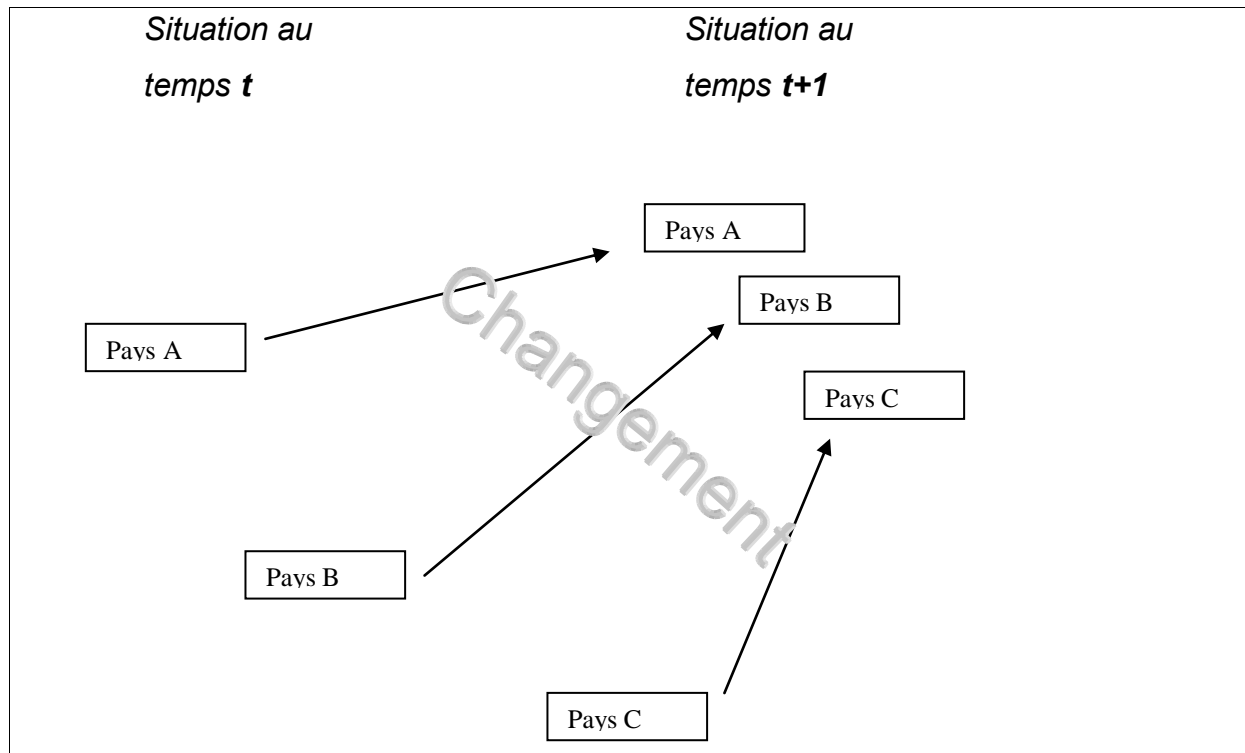 Situation au
temps t
Situation au
temps t+1
Pays A
Pays B
Pays A
Pays C
Changement
Pays B
Pays C